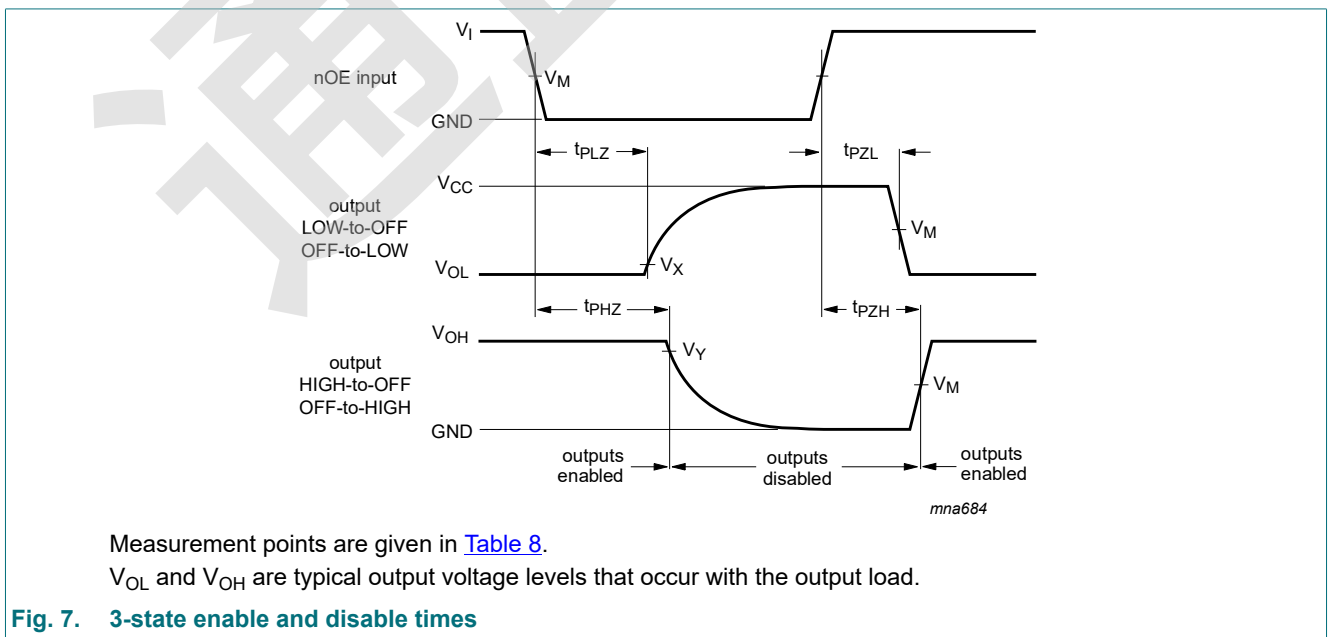 VI
nOE input
VM
GND
tPLZ
tPZL
VCC
output
LOW-to-OFF
OFF-to-LOW
VM
VOL
VX
tPHZ
tPZH
VOH
VY
output
HIGH-to-OFF
OFF-to-HIGH
VM
GND
outputs
enabled
outputs
disabled
outputs
enabled
mna684
Measurement points are given in Table 8.
VOL and VOH are typical output voltage levels that occur with the output load.
Fig. 7. 3-state enable and disable times
通